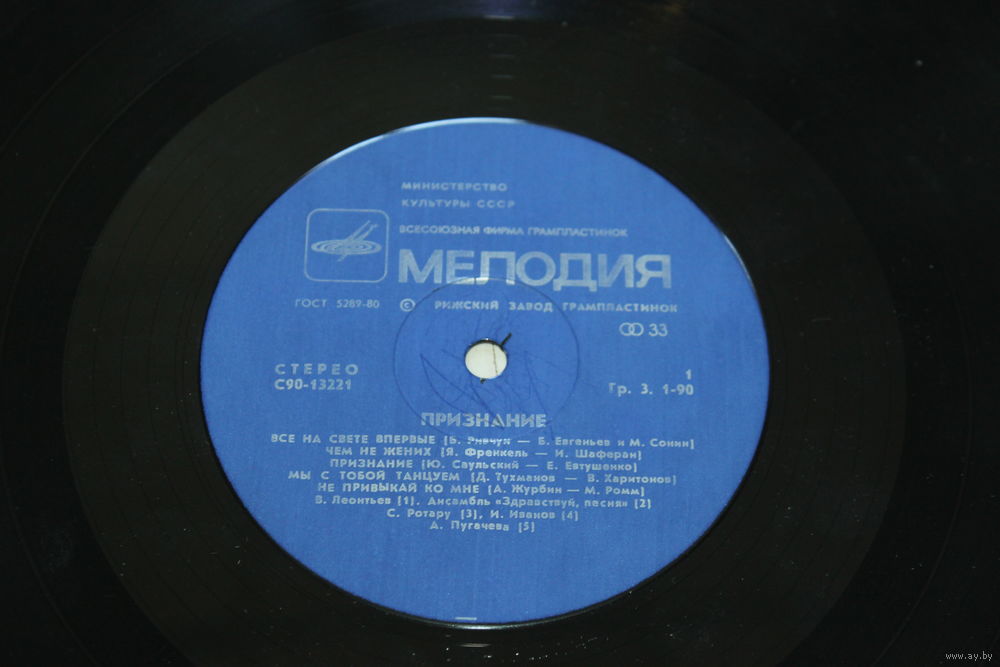 МИНИСТЕРСТВО
КУЛЬТУРЫ СССР
ВСЕСОЮЗНАЯ ФИРМА ГРАМПЛАСТИНОК
МЕЛОДИЯ
ГОСТ 5289-80 © РИЖСКИЙ ЗАВОД ГРАМПЛАСТИНОК
33
СТЕРЕО 1
С90-13221 Гр. 3. 1-90
ПРИЗНАНИЕ
ВСЕ НА СВЕТЕ ВПЕРВЫЕ [Б. Ривчун — Б. Евгеньев и М. Сонин]
ЧЕМ НЕ ЖЕНИХ [Я. Френкель — И. Шаферан]
ПРИЗНАНИЕ [Ю. Саульский — Е. Евтушенко]
МЫ С ТОБОЙ ТАНЦУЕМ [Д. Тухманов — В. Харитонов]
НЕ ПРИВЫКАЙ КО МНЕ [А. Журбин — М. Ромм]
В. Леонтьев [1], Ансамбль «Здравствуй, песня» [2]
С. Ротару [3], И. Иванов [4]
А. Пугачева [5]
www.ay.by